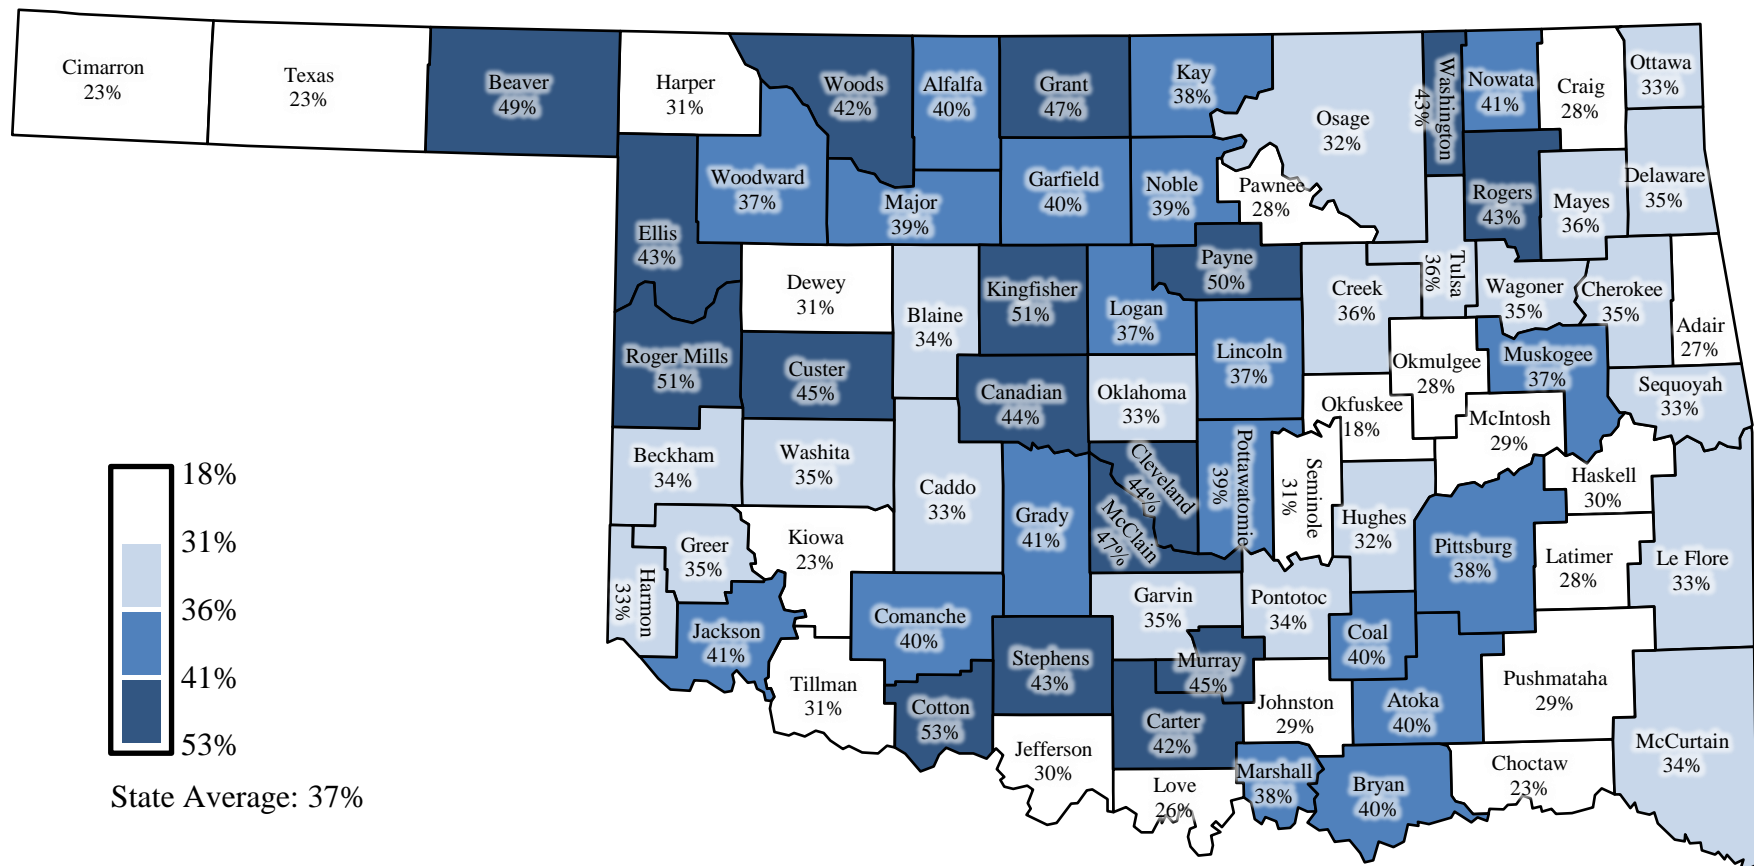 Cimarron
23%
Texas
23%
Beaver
49%
Harper
31%
Woods
42%
Alfalfa
40%
Grant
47%
Kay
38%
Osage
32%
Washington
43%
Nowata
41%
Craig
28%
Ottawa
33%
Woodward
37%
Major
39%
Garfield
40%
Noble
39%
Pawnee
28%
Rogers
43%
Mayes
36%
Delaware
35%
Ellis
43%
Dewey
31%
Blaine
34%
Kingfisher
51%
Logan
37%
Payne
50%
Creek
36%
Tulsa
36%
Wagoner
35%
Cherokee
35%
Adair
27%
Roger Mills
51%
Custer
45%
Canadian
44%
Oklahoma
33%
Lincoln
37%
Okfuskee
18%
Okmulgee
28%
Muskogee
37%
McIntosh
29%
Sequoyah
33%
Beckham
34%
Washita
35%
Caddo
33%
Grady
41%
Cleveland
44%
McClain
47%
Pottawatomie
39%
Seminole
31%
Hughes
32%
Pittsburg
38%
Haskell
30%
Latimer
28%
Le Flore
33%
Harmon
33%
Greer
35%
Kiowa
23%
Jackson
41%
Comanche
40%
Tillman
31%
Cotton
53%
Stephens
43%
Garvin
35%
Murray
45%
Pontotoc
34%
Coal
40%
Atoka
40%
Pushmataha
29%
McCurtain
34%
Jefferson
30%
Carter
42%
Love
26%
Johnston
29%
Marshall
38%
Bryan
40%
Choctaw
23%
18%
31%
36%
41%
53%
State Average: 37%